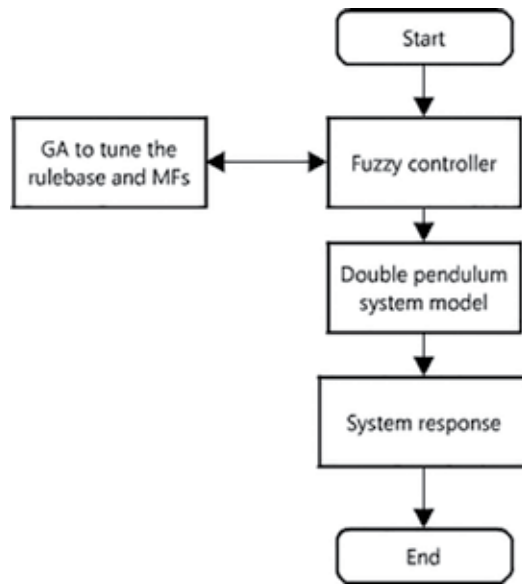 Start
GA to tune the
rulebase and MFs
Fuzzy controller
Double pendulum
system model
System response
End